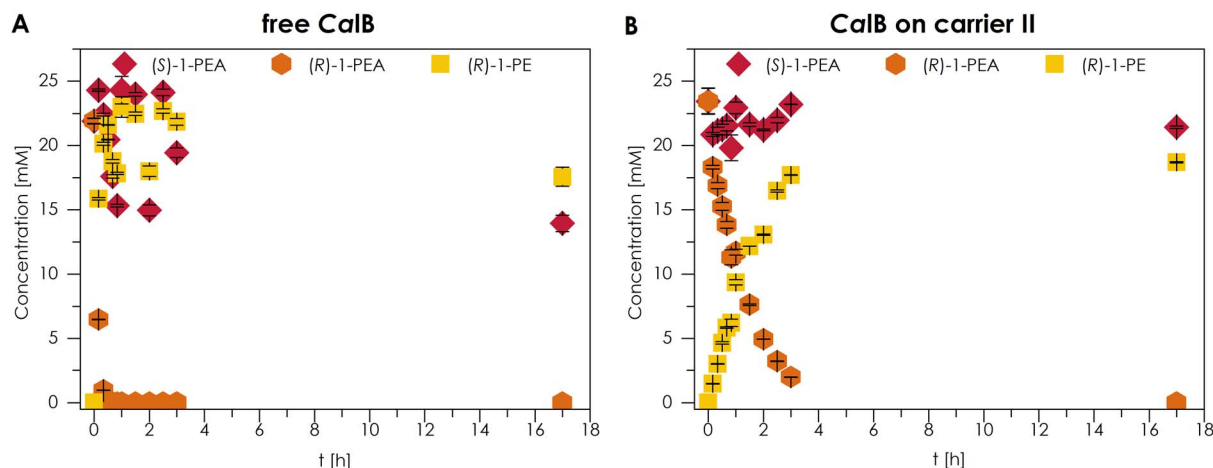 A
free CalB
(S)-1-PEA
(R)-1-PEA
(R)-1-PE
Concentration [mM]
25
20
15
10
5
0
0
2
4
6
8
10
12
14
16
18
t [h]
B
CalB on carrier II
(S)-1-PEA
(R)-1-PEA
(R)-1-PE
Concentration [mM]
25
20
15
10
5
0
0
2
4
6
8
10
12
14
16
18
t [h]